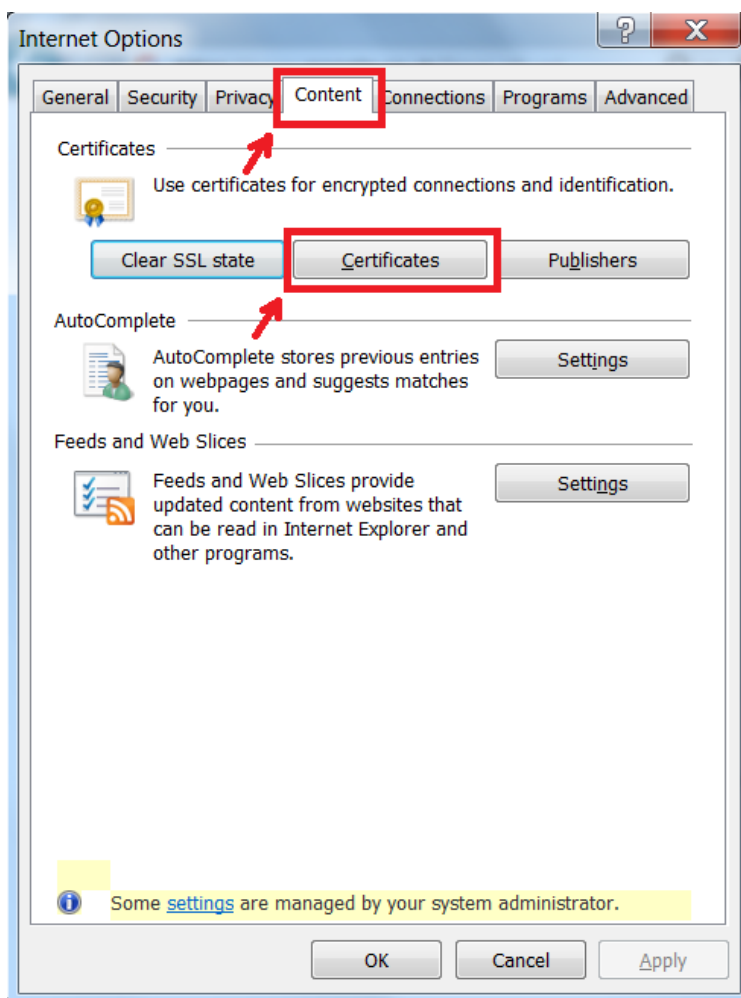 Internet Options
General Security Privacy Content Connections Programs Advanced
Certificates
Use certificates for encrypted connections and identification.
Clear SSL state Certificates Publishers
AutoComplete
AutoComplete stores previous entries
on webpages and suggests matches
for you.
Settings
Feeds and Web Slices
Feeds and Web Slices provide
updated content from websites that
can be read in Internet Explorer and
other programs.
Settings
Some settings are managed by your system administrator.
OK Cancel Apply